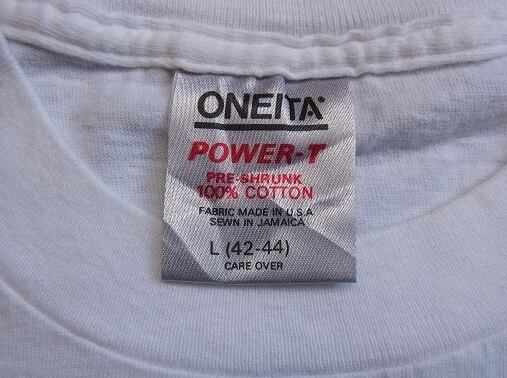 ONEITA
POWER-T
PRE-SHRUNK
100% COTTON
FABRIC MADE IN U.S.A
SEWN IN JAMAICA
L (42-44)
CARE OVER